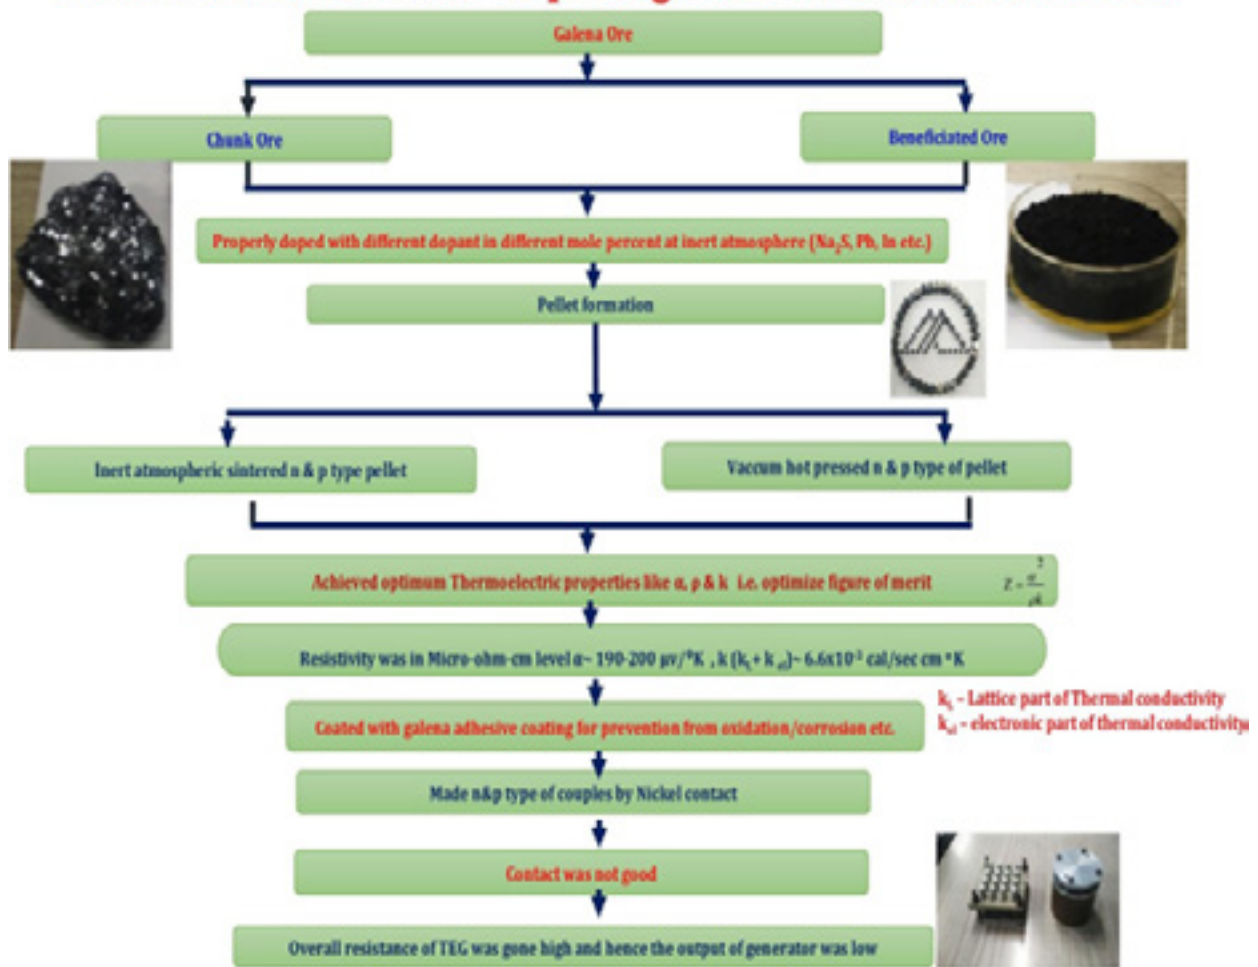 Galena Ore
Chunk Ore
Beneficiated Ore
Properly doped with different dopant in different mole percent at inert atmosphere (Na₂S, Pb, In etc.)
Pellet formation
Inert atmospheric sintered n & p type pellet
Vaccum hot pressed n & p type of pellet
Achieved optimum Thermoelectric properties like α, ρ & k i.e. optimize figure of merit
Resistivity was in Micro-ohm-cm level α~ 190-200 μv/°K , k (kL + k el)~ 6.6x10⁻³ cal/sec cm °K
kL – Lattice part of Thermal conductivity
Coated with galena adhesive coating for prevention from oxidation/corrosion etc.
kel – electronic part of thermal conductivity
Made n&p type of couples by Nickel contact
Contact was not good
Overall resistance of TEG was gone high and hence the output of generator was low